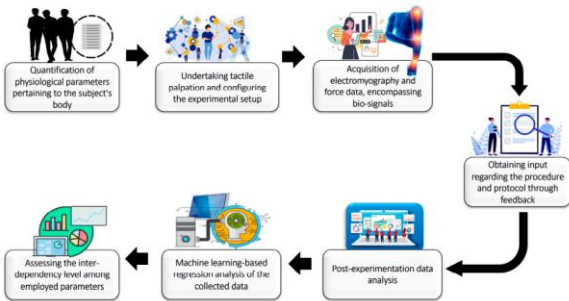 Quantification of
physiological parameters
pertaining to the subject's
body
Undertaking tactile
palpation and configuring
the experimental setup
Acquisition of
electromyography and
force data, encompassing
bio-signals
Obtaining input
regarding the procedure
and protocol through
feedback
Post-experimentation data
analysis
Machine learning-based
regression analysis of the
collected data
Assessing the inter-
dependency level among
employed parameters